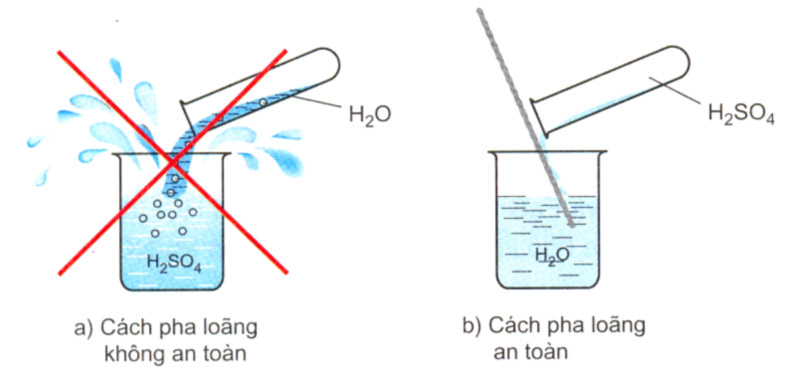 H₂O
H₂SO₄
a) Cách pha loãng
không an toàn
H₂SO₄
H₂O
b) Cách pha loãng
an toàn